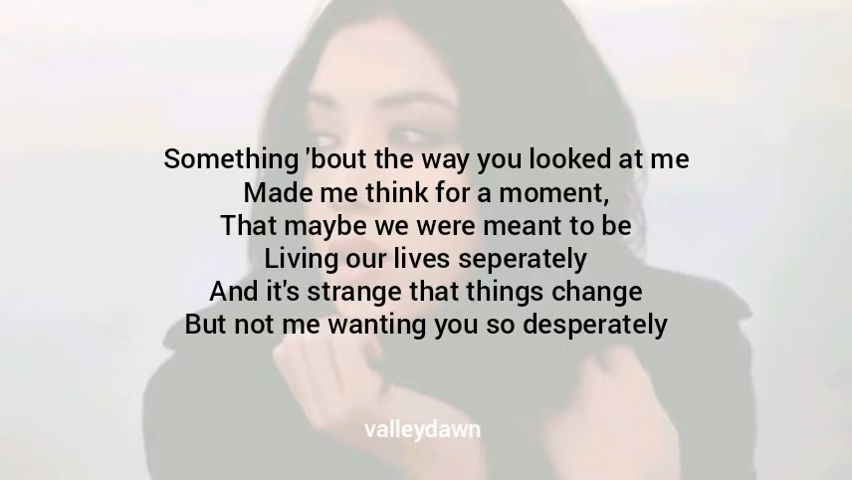 Something 'bout the way you looked at me
Made me think for a moment,
That maybe we were meant to be
Living our lives seperately
And it's strange that things change
But not me wanting you so desperately
valleydawn